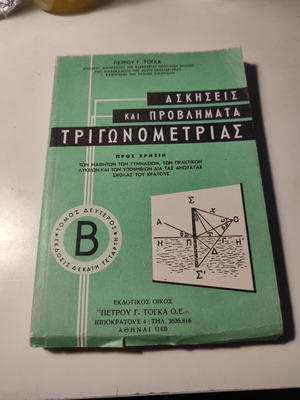 ΠΕΤΡΟΥ Γ. ΤΟΓΚΑ
ΑΣΚΗΣΕΙΣ
ΚΑΙ ΠΡΟΒΛΗΜΑΤΑ
ΤΡΙΓΩΝΟΜΕΤΡΙΑΣ
ΠΡΟΣ ΧΡΗΣΙΝ
ΤΩΝ ΜΑΘΗΤΩΝ ΤΩΝ ΓΥΜΝΑΣΙΩΝ, ΤΩΝ ΠΡΑΚΤΙΚΩΝ
ΛΥΚΕΙΩΝ ΚΑΙ ΤΩΝ ΥΠΟΨΗΦΙΩΝ ΔΙΑ ΤΑΣ ΑΝΩΤΑΤΑΣ
ΣΧΟΛΑΣ ΤΟΥ ΚΡΑΤΟΥΣ
ΤΟΜΟΣ ΔΕΥΤΕΡΟΣ
Β
ΕΚΔΟΣΙΣ ΔΕΚΑΤΗ ΤΕΤΑΡΤΗ
Σ
Α
Ο
Η
Π
Δ
Σ'
ΕΚΔΟΤΙΚΟΣ ΟΙΚΟΣ
"ΠΕΤΡΟΥ Γ. ΤΟΓΚΑ Ο.Ε."
ΙΠΠΟΚΡΑΤΟΥΣ 4 - ΤΗΛ. 3626.816
ΑΘΗΝΑΙ (143)